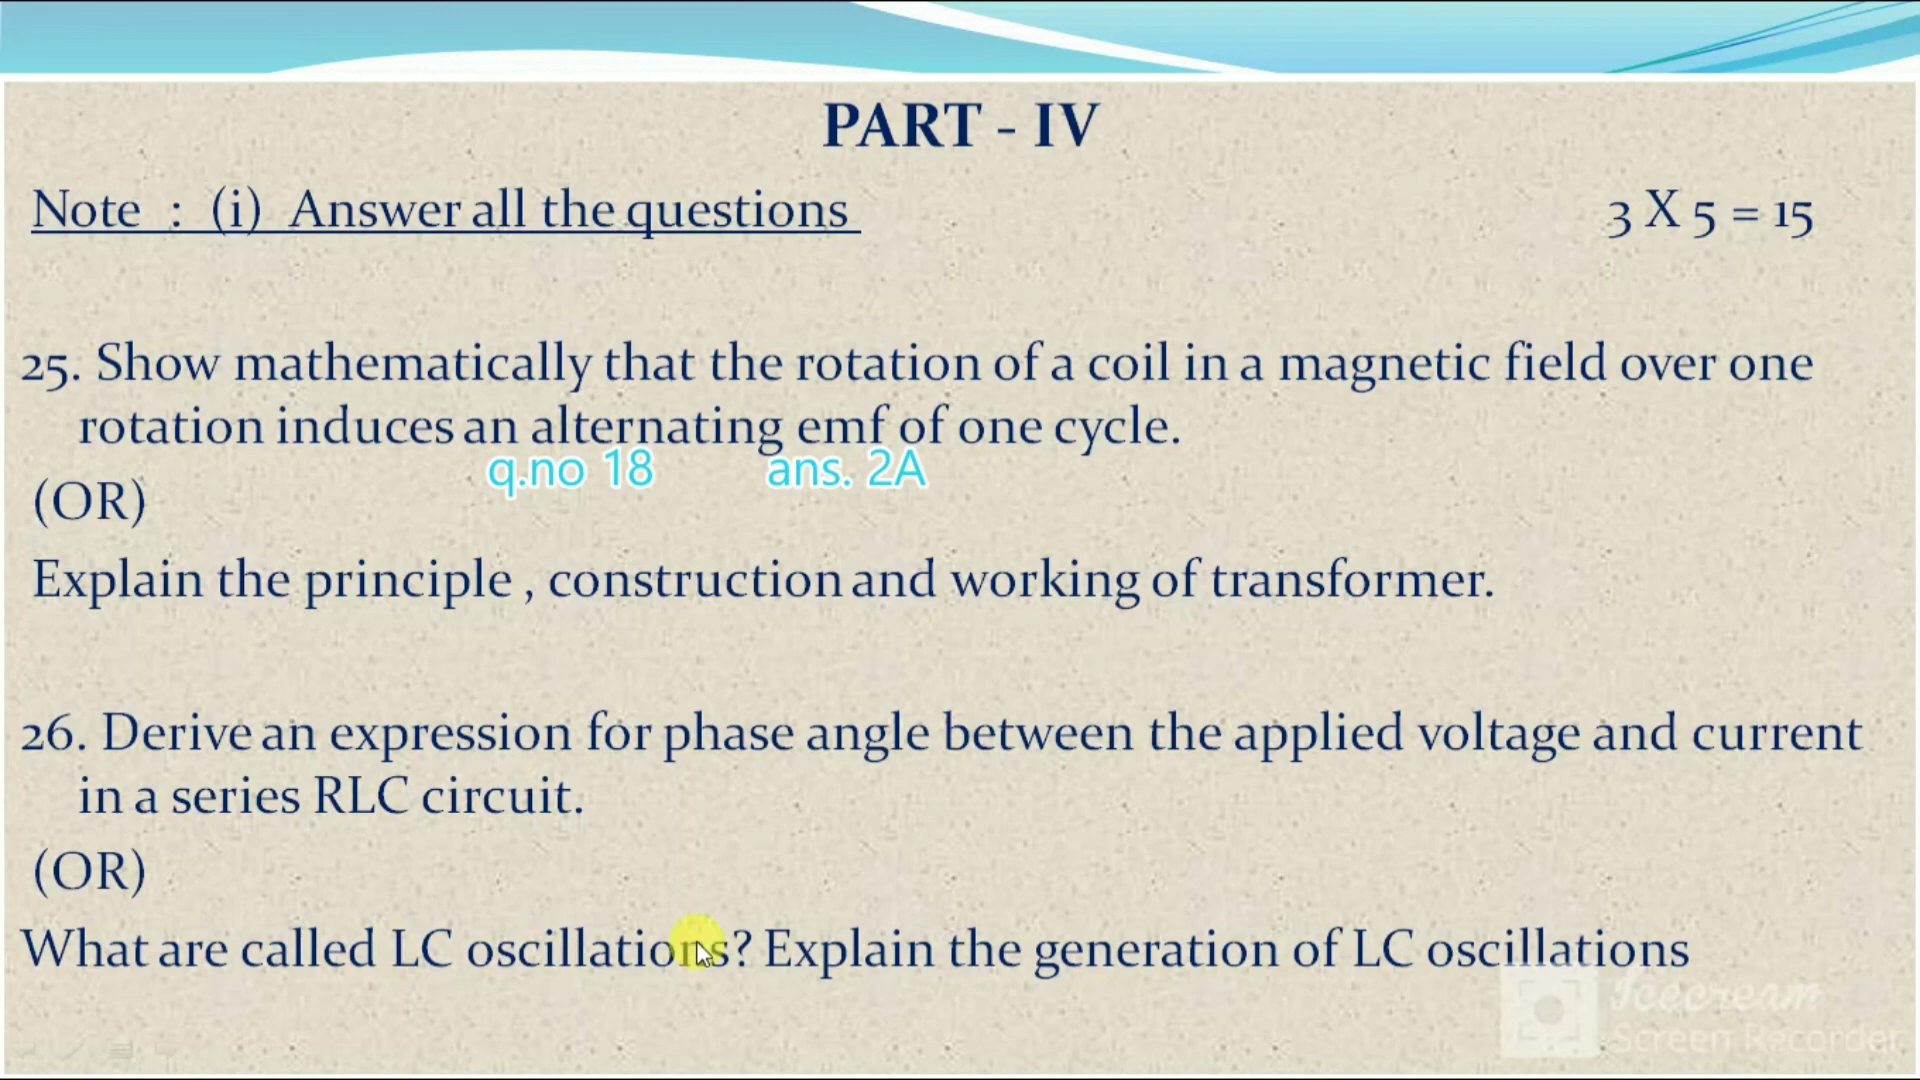 PART - IV
Note : (i) Answer all the questions
3 X 5 = 15
25. Show mathematically that the rotation of a coil in a magnetic field over one
rotation induces an alternating emf of one cycle.
q.no 18 ans. 2A
(OR)
Explain the principle , construction and working of transformer.
26. Derive an expression for phase angle between the applied voltage and current
in a series RLC circuit.
(OR)
What are called LC oscillations? Explain the generation of LC oscillations
Icecream
Screen Recorder